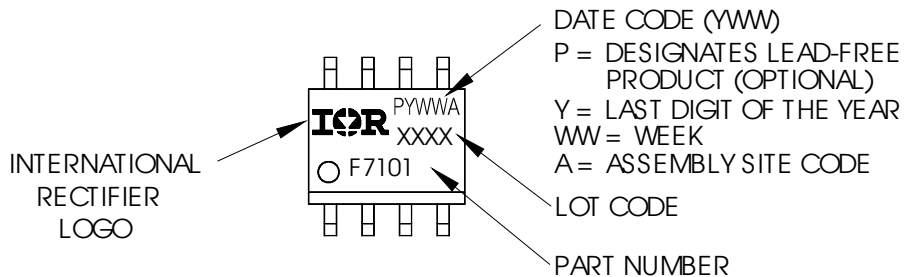 DATE CODE (YWW)
P = DESIGNATES LEAD-FREE
PRODUCT (OPTIONAL)
Y = LAST DIGIT OF THE YEAR
WW = WEEK
A = ASSEMBLY SITE CODE
LOT CODE
PART NUMBER
INTERNATIONAL
RECTIFIER
LOGO
PYWWA
IOR
XXXX
F7101